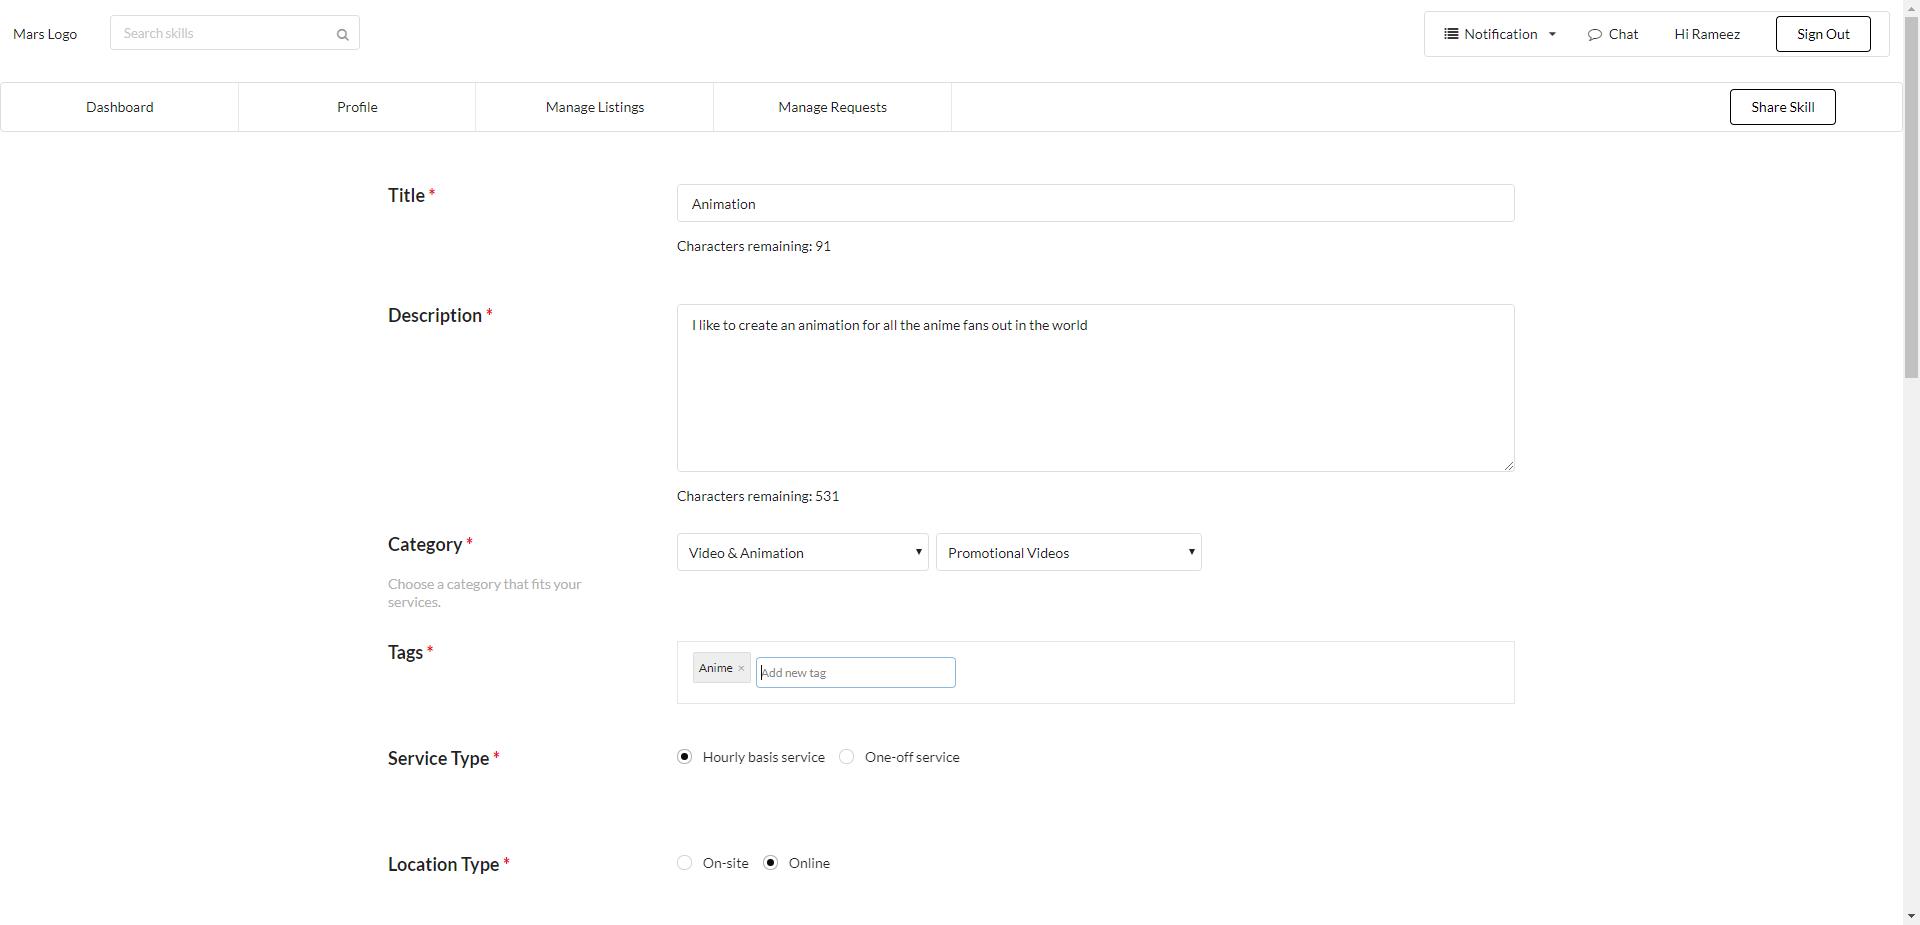 Mars Logo
Search skills
Notification
Chat
Hi Rameez
Sign Out
Dashboard
Profile
Manage Listings
Manage Requests
Share Skill
Title *
Animation
Characters remaining: 91
Description *
I like to create an animation for all the anime fans out in the world
Characters remaining: 531
Category *
Video & Animation
Promotional Videos
Choose a category that fits your
services.
Tags *
Anime ×
Add new tag
Service Type *
Hourly basis service
One-off service
Location Type *
On-site
Online